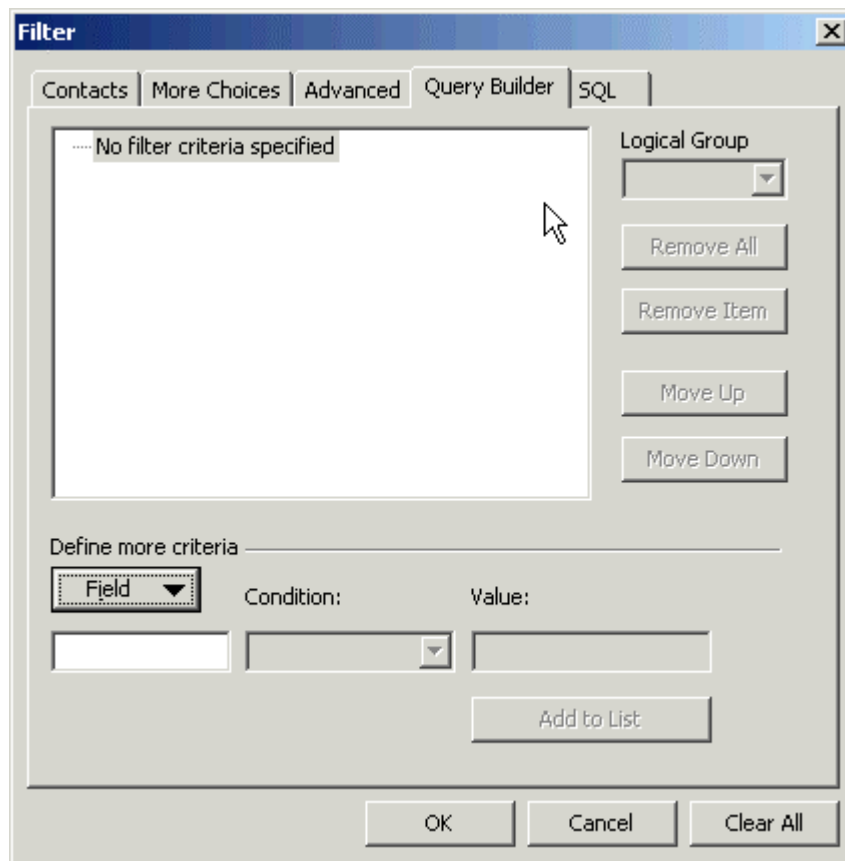 Filter
Contacts More Choices Advanced Query Builder SQL
No filter criteria specified
Logical Group
Remove All
Remove Item
Move Up
Move Down
Define more criteria
Field
Condition:
Value:
Add to List
OK Cancel Clear All